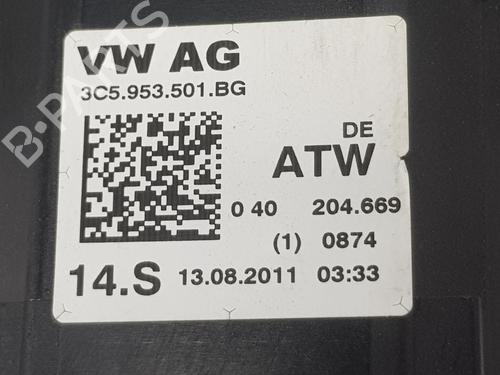 VW AG
3C5.953.501.BG
DE
ATW
0 40 204.669
(1) 0874
14.S 13.08.2011 03:33
B-PARTS